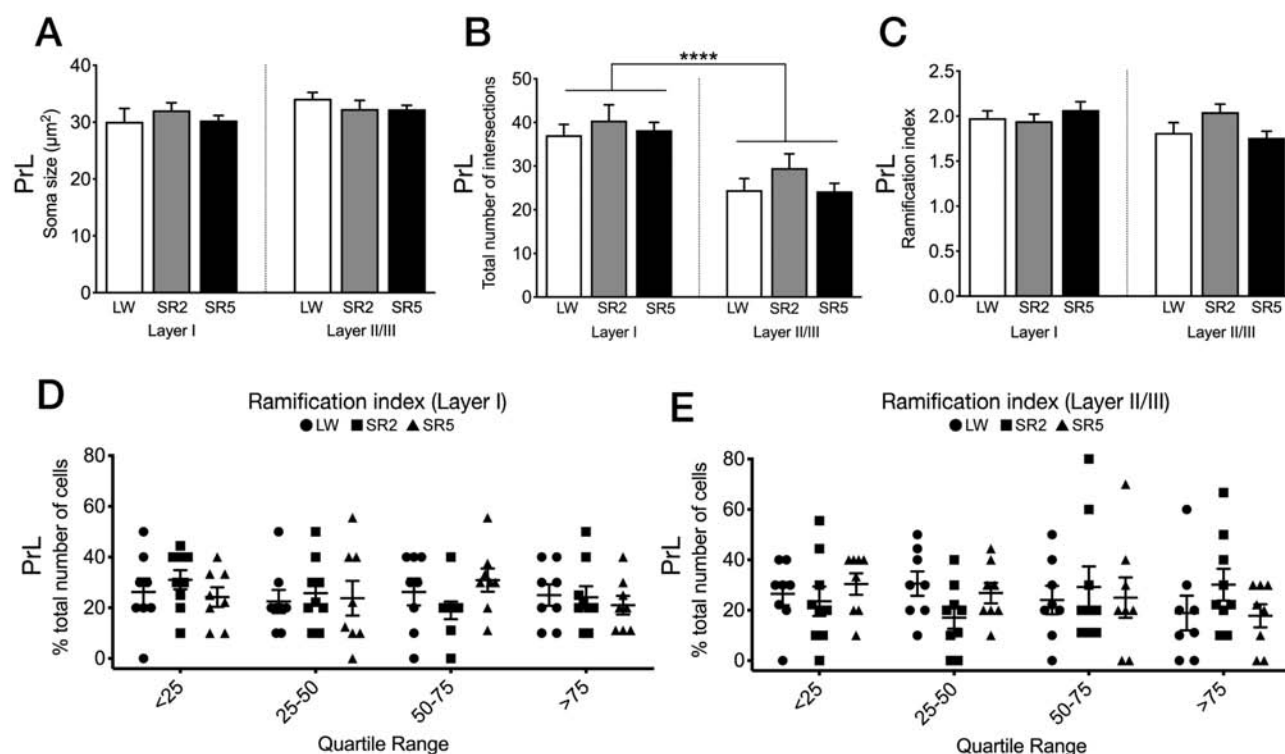 A
PrL
Soma size (µm²)
40
30
20
10
0
LW SR2 SR5
Layer I Layer II/III
B
****
PrL
Total number of intersections
50
40
30
20
10
0
LW SR2 SR5 LW SR2 SR5
Layer I Layer II/III
C
PrL
Ramification index
2.5
2.0
1.5
1.0
0.5
0.0
LW SR2 SR5 LW SR2 SR5
Layer I Layer II/III
D
Ramification index (Layer I)
LW SR2 SR5
PrL
% total number of cells
80
60
40
20
0
<25 25-50 50-75 >75
Quartile Range
E
Ramification index (Layer II/III)
LW SR2 SR5
PrL
% total number of cells
80
60
40
20
0
<25 25-50 50-75 >75
Quartile Range